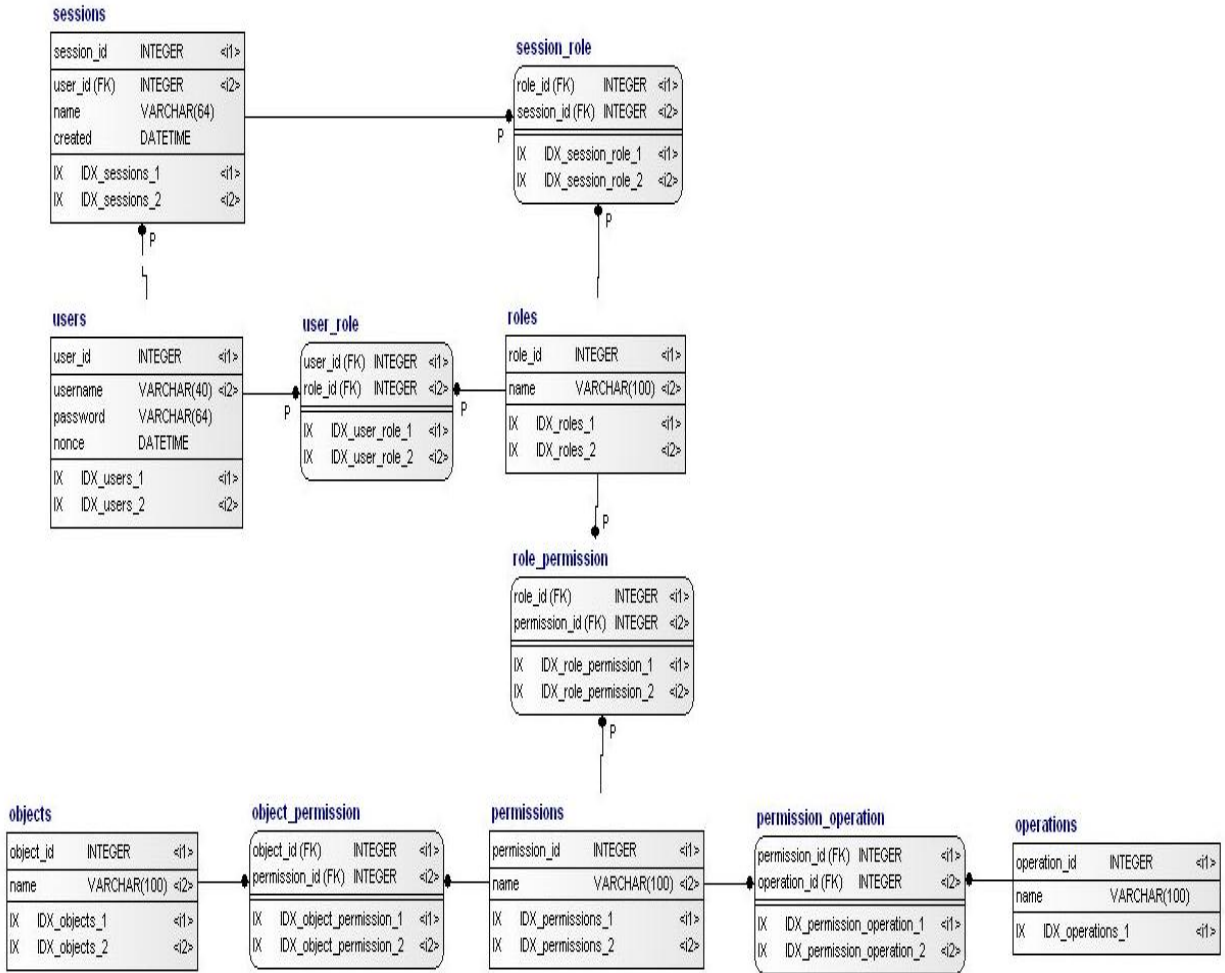 sessions
session_id INTEGER <i1>
user_id (FK) INTEGER <i2>
name VARCHAR(64)
created DATETIME
IX IDX_sessions_1 <i1>
IX IDX_sessions_2 <i2>
P
session_role
role_id (FK) INTEGER <i1>
session_id (FK) INTEGER <i2>
IX IDX_session_role_1 <i1>
IX IDX_session_role_2 <i2>
P
P
users
user_id INTEGER <i1>
username VARCHAR(40) <i2>
password VARCHAR(64)
nonce DATETIME
IX IDX_users_1 <i1>
IX IDX_users_2 <i2>
P
user_role
user_id (FK) INTEGER <i1>
role_id (FK) INTEGER <i2>
IX IDX_user_role_1 <i1>
IX IDX_user_role_2 <i2>
P
roles
role_id INTEGER <i1>
name VARCHAR(100) <i2>
IX IDX_roles_1 <i1>
IX IDX_roles_2 <i2>
P
role_permission
role_id (FK) INTEGER <i1>
permission_id (FK) INTEGER <i2>
IX IDX_role_permission_1 <i1>
IX IDX_role_permission_2 <i2>
P
objects
object_id INTEGER <i1>
name VARCHAR(100) <i2>
IX IDX_objects_1 <i1>
IX IDX_objects_2 <i2>
object_permission
object_id (FK) INTEGER <i1>
permission_id (FK) INTEGER <i2>
IX IDX_object_permission_1 <i1>
IX IDX_object_permission_2 <i2>
permissions
permission_id INTEGER <i1>
name VARCHAR(100) <i2>
IX IDX_permissions_1 <i1>
IX IDX_permissions_2 <i2>
permission_operation
permission_id (FK) INTEGER <i1>
operation_id (FK) INTEGER <i2>
IX IDX_permission_operation_1 <i1>
IX IDX_permission_operation_2 <i2>
operations
operation_id INTEGER <i1>
name VARCHAR(100)
IX IDX_operations_1 <i1>